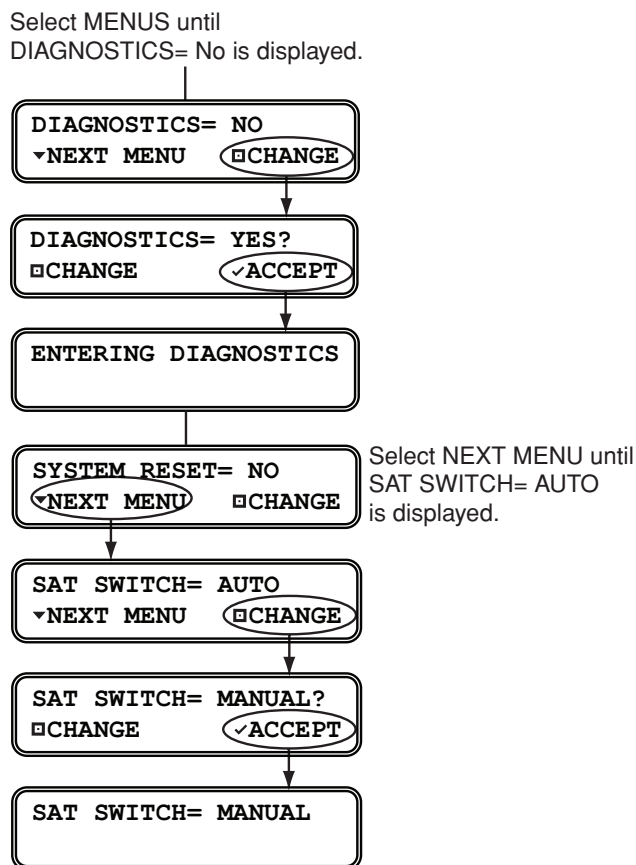 Select MENUS until
DIAGNOSTICS= No is displayed.
DIAGNOSTICS= NO
▾NEXT MENU ⊡CHANGE
DIAGNOSTICS= YES?
⊡CHANGE ✓ACCEPT
ENTERING DIAGNOSTICS
SYSTEM RESET= NO
▾NEXT MENU ⊡CHANGE
Select NEXT MENU until
SAT SWITCH= AUTO
is displayed.
SAT SWITCH= AUTO
▾NEXT MENU ⊡CHANGE
SAT SWITCH= MANUAL?
⊡CHANGE ✓ACCEPT
SAT SWITCH= MANUAL